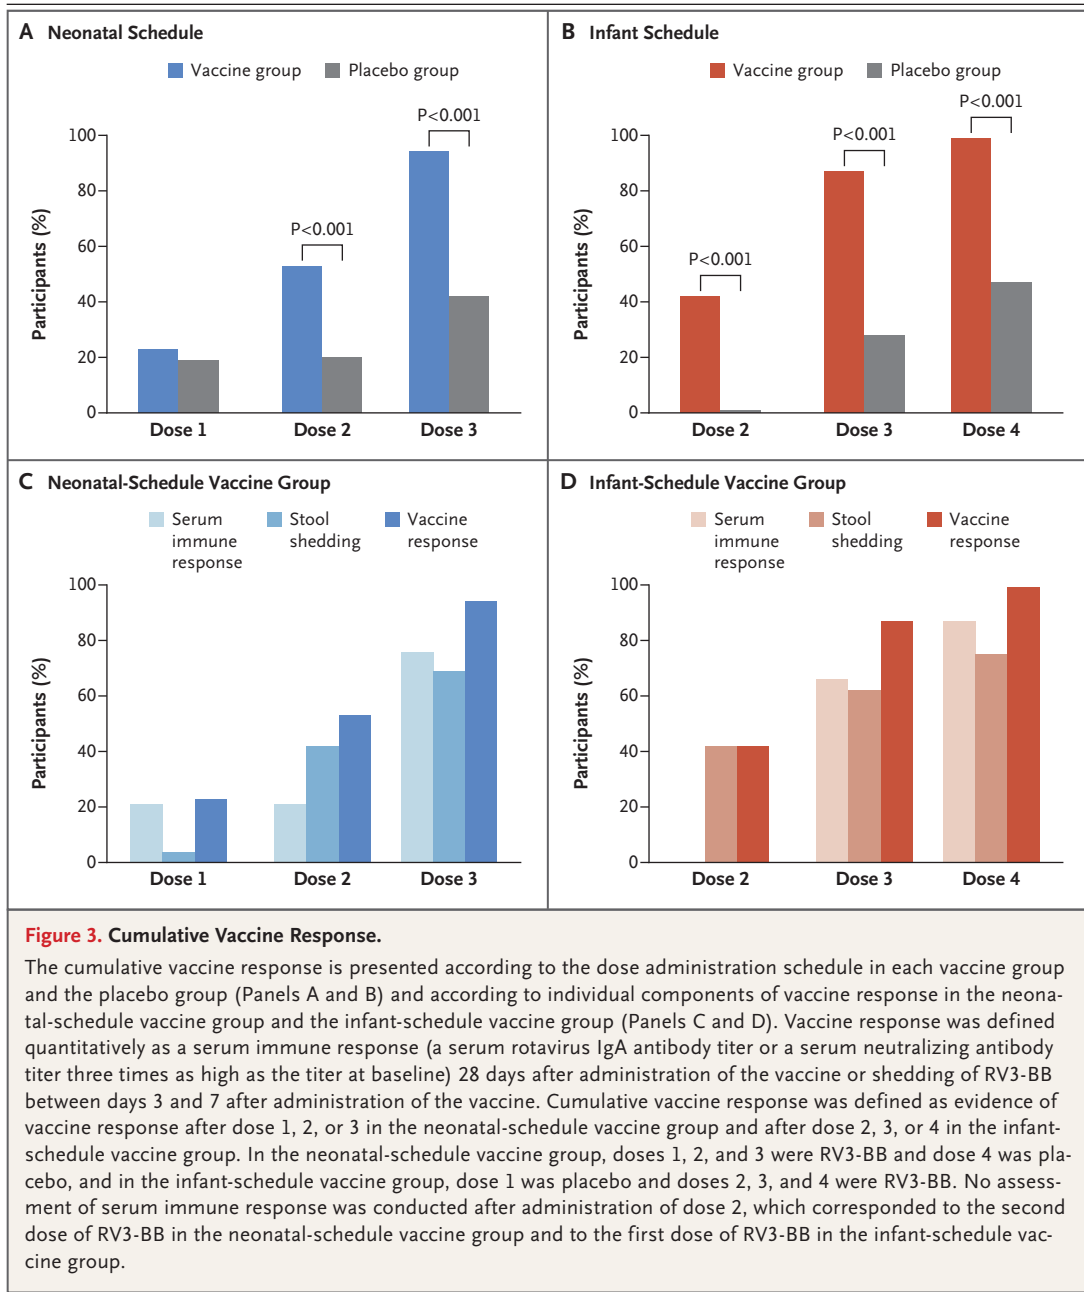 A Neonatal Schedule
Vaccine group Placebo group
Participants (%)
100
80
60
40
20
0
P<0.001
P<0.001
Dose 1 Dose 2 Dose 3
B Infant Schedule
Vaccine group Placebo group
Participants (%)
100
80
60
40
20
0
P<0.001
P<0.001
P<0.001
Dose 2 Dose 3 Dose 4
C Neonatal-Schedule Vaccine Group
Serum immune response
Stool shedding
Vaccine response
Participants (%)
100
80
60
40
20
0
Dose 1 Dose 2 Dose 3
D Infant-Schedule Vaccine Group
Serum immune response
Stool shedding
Vaccine response
Participants (%)
100
80
60
40
20
0
Dose 2 Dose 3 Dose 4
Figure 3. Cumulative Vaccine Response.
The cumulative vaccine response is presented according to the dose administration schedule in each vaccine group
and the placebo group (Panels A and B) and according to individual components of vaccine response in the neona-
tal-schedule vaccine group and the infant-schedule vaccine group (Panels C and D). Vaccine response was defined
quantitatively as a serum immune response (a serum rotavirus IgA antibody titer or a serum neutralizing antibody
titer three times as high as the titer at baseline) 28 days after administration of the vaccine or shedding of RV3-BB
between days 3 and 7 after administration of the vaccine. Cumulative vaccine response was defined as evidence of
vaccine response after dose 1, 2, or 3 in the neonatal-schedule vaccine group and after dose 2, 3, or 4 in the infant-
schedule vaccine group. In the neonatal-schedule vaccine group, doses 1, 2, and 3 were RV3-BB and dose 4 was pla-
cebo, and in the infant-schedule vaccine group, dose 1 was placebo and doses 2, 3, and 4 were RV3-BB. No assess-
ment of serum immune response was conducted after administration of dose 2, which corresponded to the second
dose of RV3-BB in the neonatal-schedule vaccine group and to the first dose of RV3-BB in the infant-schedule vac-
cine group.